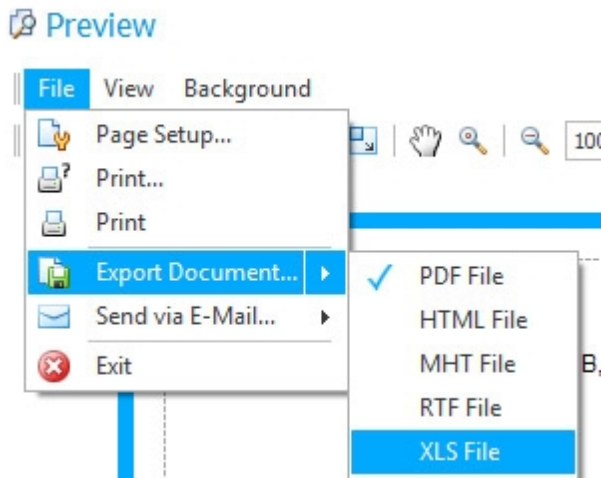 Preview
File View Background
Page Setup...
100
Print...
Print
Export Document...
PDF File
Send via E-Mail...
HTML File
Exit
MHT File
B,
RTF File
XLS File